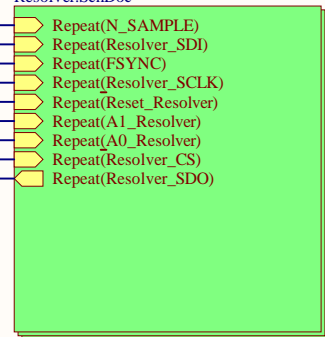 Repeat(N_SAMPLE)
Repeat(Resolver_SDI)
Repeat(FSYNC)
Repeat(Resolver_SCLK)
Repeat(Reset_Resolver)
Repeat(A1_Resolver)
Repeat(A0_Resolver)
Repeat(Resolver_CS)
Repeat(Resolver_SDO)